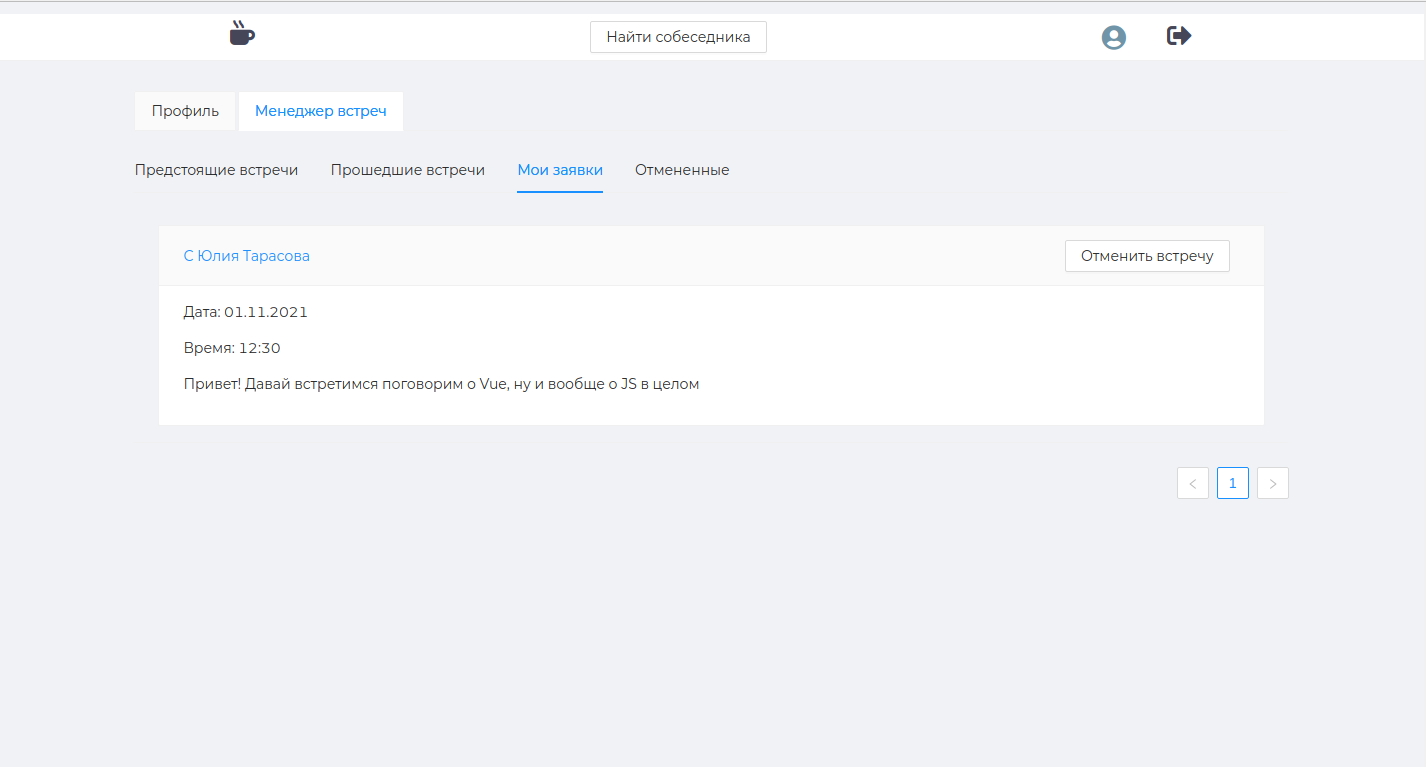 Найти собеседника
Профиль Менеджер встреч
Предстоящие встречи Прошедшие встречи Мои заявки Отмененные
С Юлия Тарасова Отменить встречу
Дата: 01.11.2021
Время: 12:30
Привет! Давай встретимся поговорим о Vue, ну и вообще о JS в целом
< 1 >